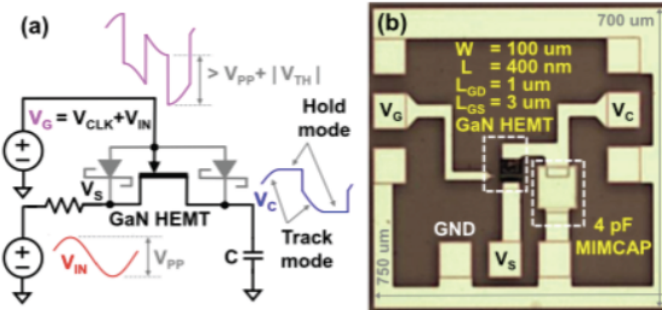 (a)
> V_PP + | V_TH |
Hold
mode
V_G = V_CLK+V_IN
V_S
GaN HEMT
V_C
Track
mode
V_IN
V_PP
C
(b)
700 um
W = 100 um
L = 400 nm
L_GD = 1 um
L_GS = 3 um
GaN HEMT
V_G
V_C
GND
4 pF
MIMCAP
V_S
750 um